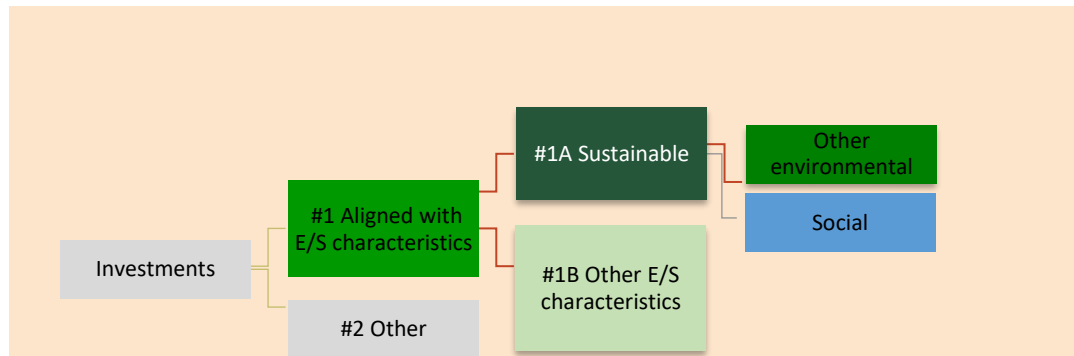 #1A Sustainable
Other
environmental
#1 Aligned with
E/S characteristics
Social
Investments
#1B Other E/S
characteristics
#2 Other